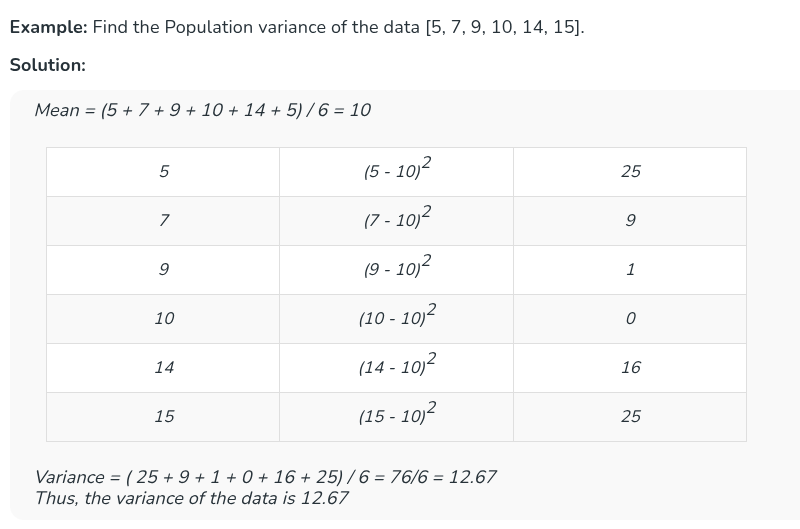 Example: Find the Population variance of the data [5, 7, 9, 10, 14, 15].
Solution:
Mean = (5 + 7 + 9 + 10 + 14 + 5) / 6 = 10
5 (5 - 10)² 25
7 (7 - 10)² 9
9 (9 - 10)² 1
10 (10 - 10)² 0
14 (14 - 10)² 16
15 (15 - 10)² 25
Variance = ( 25 + 9 + 1 + 0 + 16 + 25) / 6 = 76/6 = 12.67
Thus, the variance of the data is 12.67